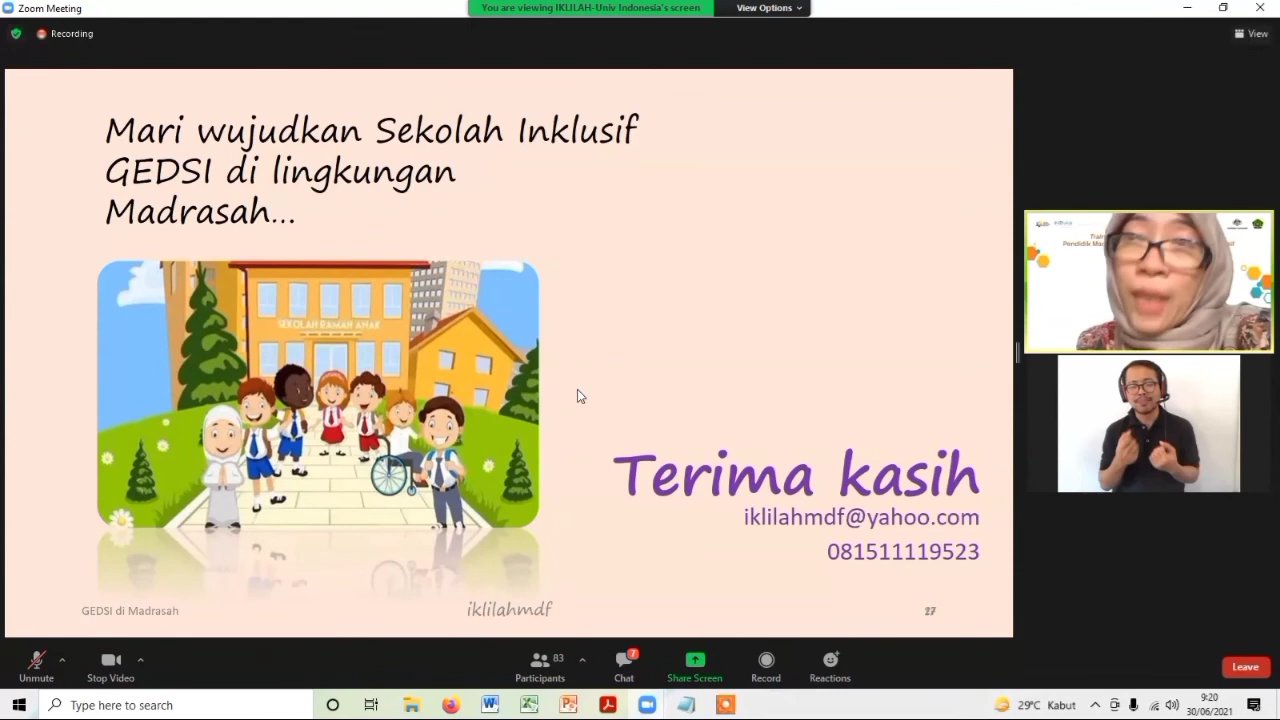 Zoom Meeting
You are viewing IKLILAH-Univ Indonesia's screen
View Options
Recording
View
Mari wujudkan Sekolah Inklusif
GEDSI di lingkungan
Madrasah...
SEKOLAH RAMAH ANAK
Terima kasih
iklilahmdf@yahoo.com
081511119523
GEDSI di Madrasah
iklilahmdf
27
Pendidik
Unmute
Stop Video
83
Participants
7
Chat
Share Screen
Record
Reactions
Leave
Type here to search
29°C Kabut
9:20
30/06/2021